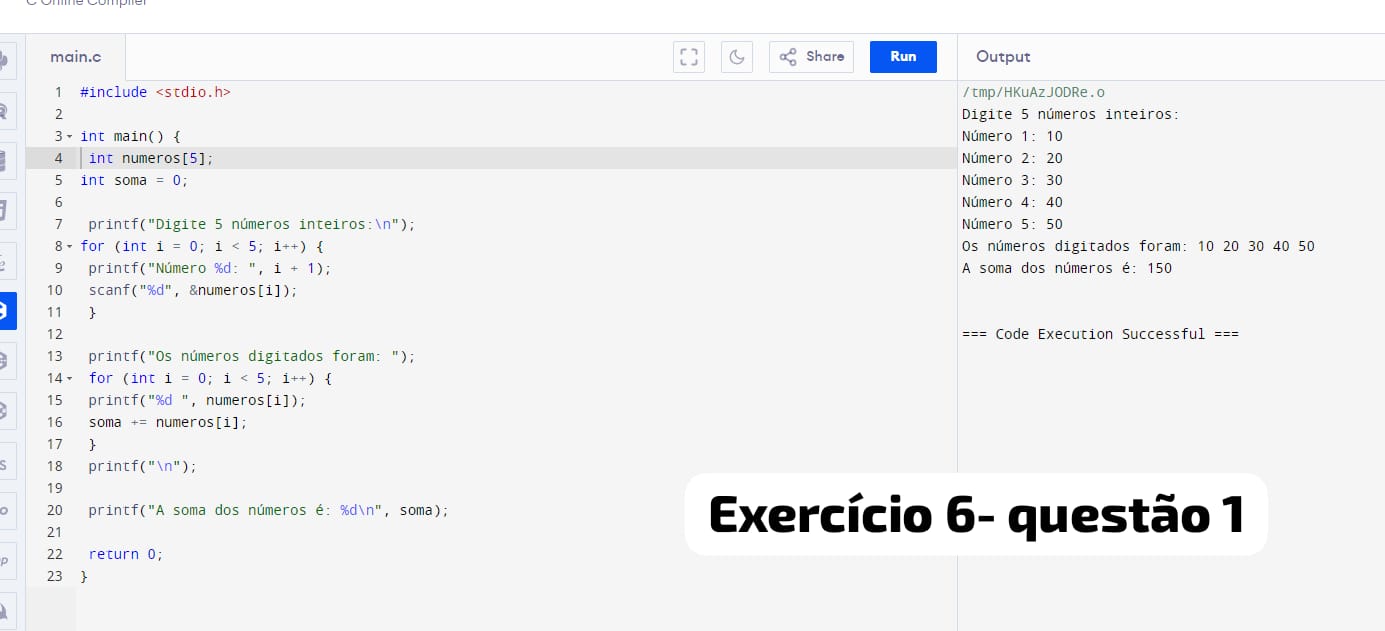 C Online Compiler
main.c
Share
Run
Output
1 #include <stdio.h>
2
3 int main() {
4 int numeros[5];
5 int soma = 0;
6
7 printf("Digite 5 números inteiros:\n");
8 for (int i = 0; i < 5; i++) {
9 printf("Número %d: ", i + 1);
10 scanf("%d", &numeros[i]);
11 }
12
13 printf("Os números digitados foram: ");
14 for (int i = 0; i < 5; i++) {
15 printf("%d ", numeros[i]);
16 soma += numeros[i];
17 }
18 printf("\n");
19
20 printf("A soma dos números é: %d\n", soma);
21
22 return 0;
23 }
/tmp/HKuAzJODRe.o
Digite 5 números inteiros:
Número 1: 10
Número 2: 20
Número 3: 30
Número 4: 40
Número 5: 50
Os números digitados foram: 10 20 30 40 50
A soma dos números é: 150
=== Code Execution Successful ===
Exercício 6- questão 1